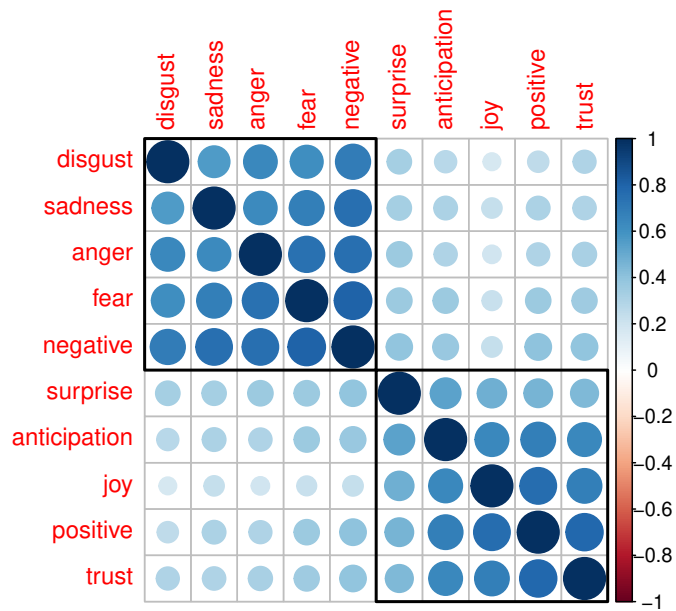 disgust
sadness
anger
fear
negative
surprise
anticipation
joy
positive
trust
disgust
sadness
anger
fear
negative
surprise
anticipation
joy
positive
trust
1
0.8
0.6
0.4
0.2
0
−0.2
−0.4
−0.6
−0.8
−1